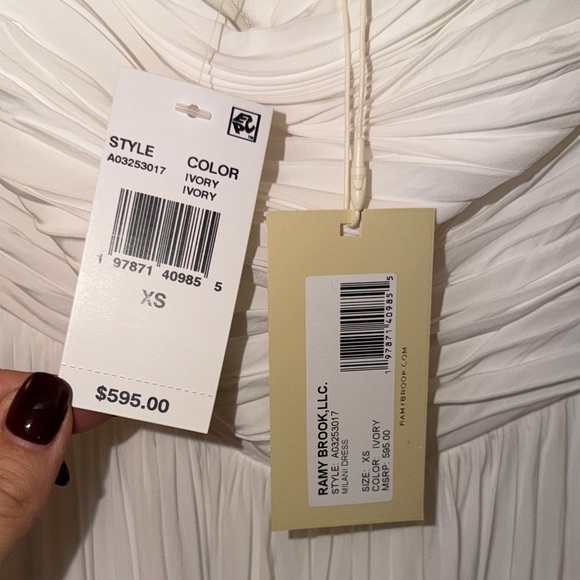 STYLE
A03253017
COLOR
IVORY
IVORY
1 97871 40985 5
XS
$595.00
1 97871 40985 5
RAMY BROOK,LLC.
STYLE: A03253017
MILANI DRESS
SIZE: XS
COLOR: IVORY
MSRP: 595.00
RAMYBROOK.COM